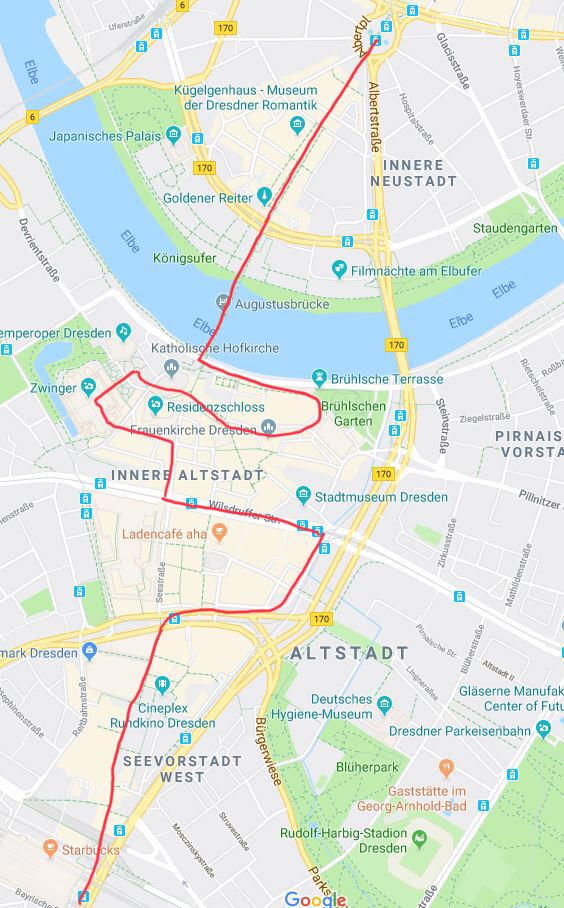 Uferstraße
170
Albertpl
Glacisstraße
Elbe
Kügelgenhaus - Museum
der Dresdner Romantik
Albertstraße
Hoyerswerdaer Str.
6
Hospitalstraße
6
Japanisches Palais
170
INNERE
NEUSTADT
Goldener Reiter
170
Staudengarten
Devrientstraße
Elbe
Königsufer
Filmnächte am Elbufer
Augustusbrücke
Elbe
Elbe
Elbe
emperoper Dresden
Katholische Hofkirche
170
Zwinger
Brühlsche Terrasse
Residenzschloss
Brühlschen
Garten
Steinstraße
Rietschelstraße
Ziegelstraße
Frauenkirche Dresden
PIRNAIS
VORSTA
INNERE ALTSTADT
170
Pillnitzer
Stadtmuseum Dresden
Wilsdruffer Str.
Ladencafé aha
Zirkusstraße
Seestraße
Mathildenstraße
170
Pirnaische Str.
Blüherstraße
mark Dresden
ALTSTADT
Altstadt II
Reitbahnstraße
Lingnerallee
Cineplex
Rundkino Dresden
Deutsches
Hygiene-Museum
Gläserne Manufak
Center of Futu
Dresdner Parkeisenbahn
SEEVORSTADT
WEST
Bürgerwiese
Blüherpark
Gaststätte im
Georg-Arnhold-Bad
Struvestraße
Mosczinskystraße
Rudolf-Harbig-Stadion
Dresden
Starbucks
Parks
Bayrische
Google